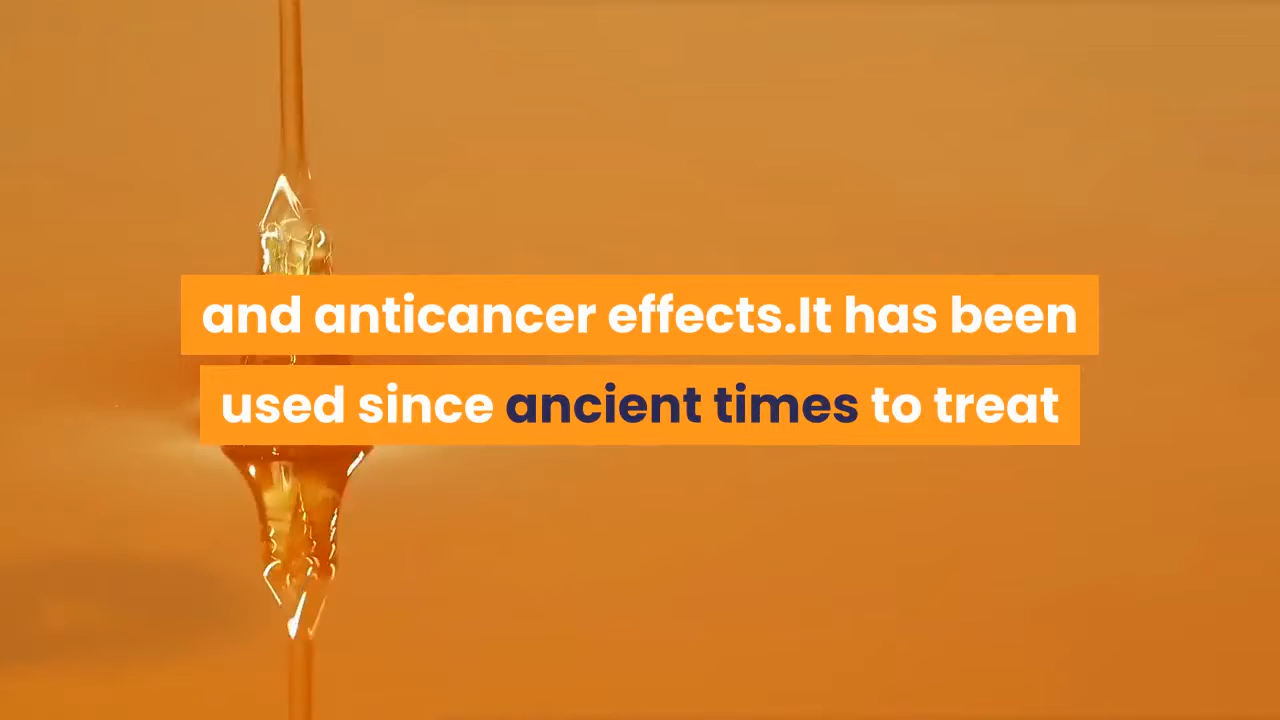 and anticancer effects.It has been
used since ancient times to treat